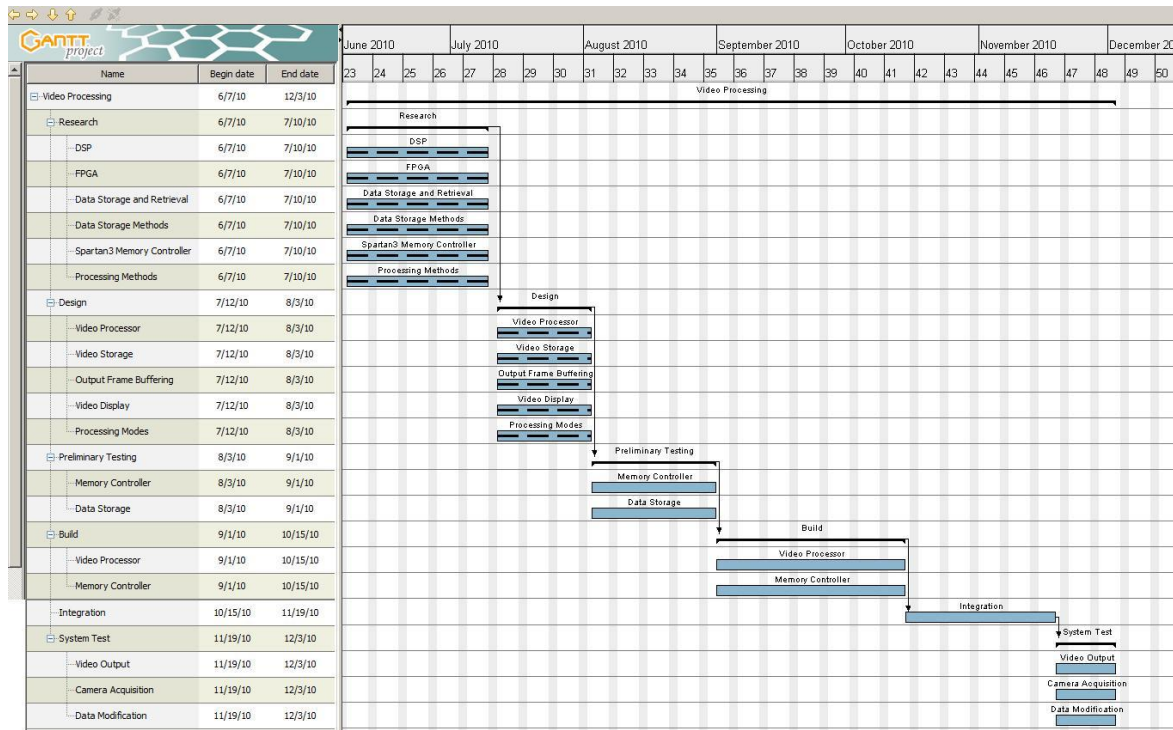 GANTT
project
June 2010 July 2010 August 2010 September 2010 October 2010 November 2010 December 20
Name Begin date End date 23 24 25 26 27 28 29 30 31 32 33 34 35 36 37 38 39 40 41 42 43 44 45 46 47 48 49 50
Video Processing 6/7/10 12/3/10 Video Processing
Research 6/7/10 7/10/10 Research
DSP 6/7/10 7/10/10 DSP
FPGA 6/7/10 7/10/10 FPGA
Data Storage and Retrieval 6/7/10 7/10/10 Data Storage and Retrieval
Data Storage Methods 6/7/10 7/10/10 Data Storage Methods
Spartan3 Memory Controller 6/7/10 7/10/10 Spartan3 Memory Controller
Processing Methods 6/7/10 7/10/10 Processing Methods
Design 7/12/10 8/3/10 Design
Video Processor 7/12/10 8/3/10 Video Processor
Video Storage 7/12/10 8/3/10 Video Storage
Output Frame Buffering 7/12/10 8/3/10 Output Frame Buffering
Video Display 7/12/10 8/3/10 Video Display
Processing Modes 7/12/10 8/3/10 Processing Modes
Preliminary Testing 8/3/10 9/1/10 Preliminary Testing
Memory Controller 8/3/10 9/1/10 Memory Controller
Data Storage 8/3/10 9/1/10 Data Storage
Build 9/1/10 10/15/10 Build
Video Processor 9/1/10 10/15/10 Video Processor
Memory Controller 9/1/10 10/15/10 Memory Controller
Integration 10/15/10 11/19/10 Integration
System Test 11/19/10 12/3/10 System Test
Video Output 11/19/10 12/3/10 Video Output
Camera Acquisition 11/19/10 12/3/10 Camera Acquisition
Data Modification 11/19/10 12/3/10 Data Modification